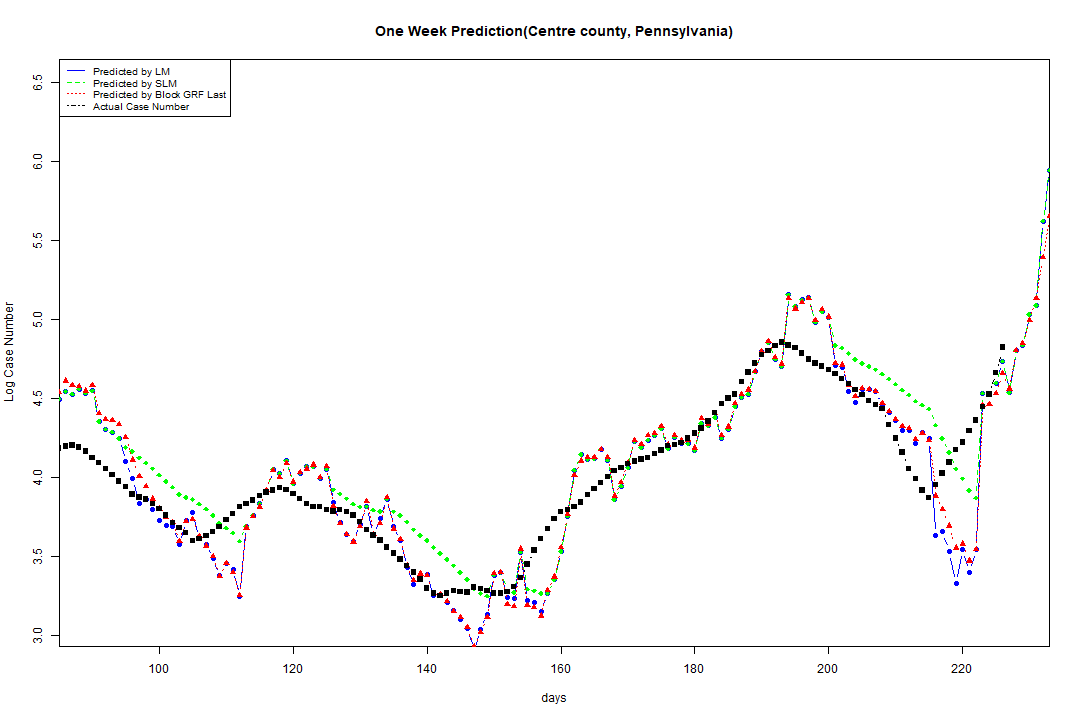 One Week Prediction(Centre county, Pennsylvania)
Predicted by LM
Predicted by SLM
Predicted by Block GRF Last
Actual Case Number
6.5
6.0
5.5
5.0
4.5
4.0
3.5
3.0
Log Case Number
100 120 140 160 180 200 220
days